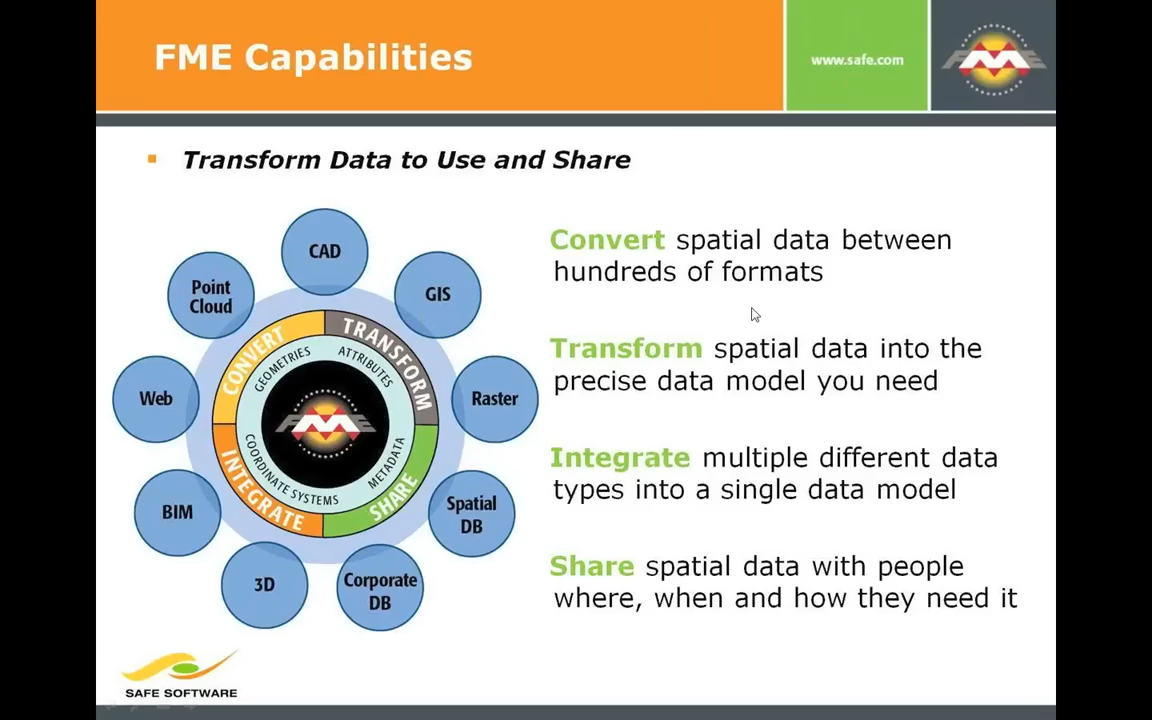 FME Capabilities
www.safe.com
FME
Transform Data to Use and Share
CAD
Point
Cloud
GIS
Web
Raster
BIM
Spatial
DB
3D
Corporate
DB
CONVERT
TRANSFORM
INTEGRATE
SHARE
GEOMETRIES
ATTRIBUTES
COORDINATE SYSTEMS
METADATA
FME
Convert spatial data between
hundreds of formats
Transform spatial data into the
precise data model you need
Integrate multiple different data
types into a single data model
Share spatial data with people
where, when and how they need it
SAFE SOFTWARE